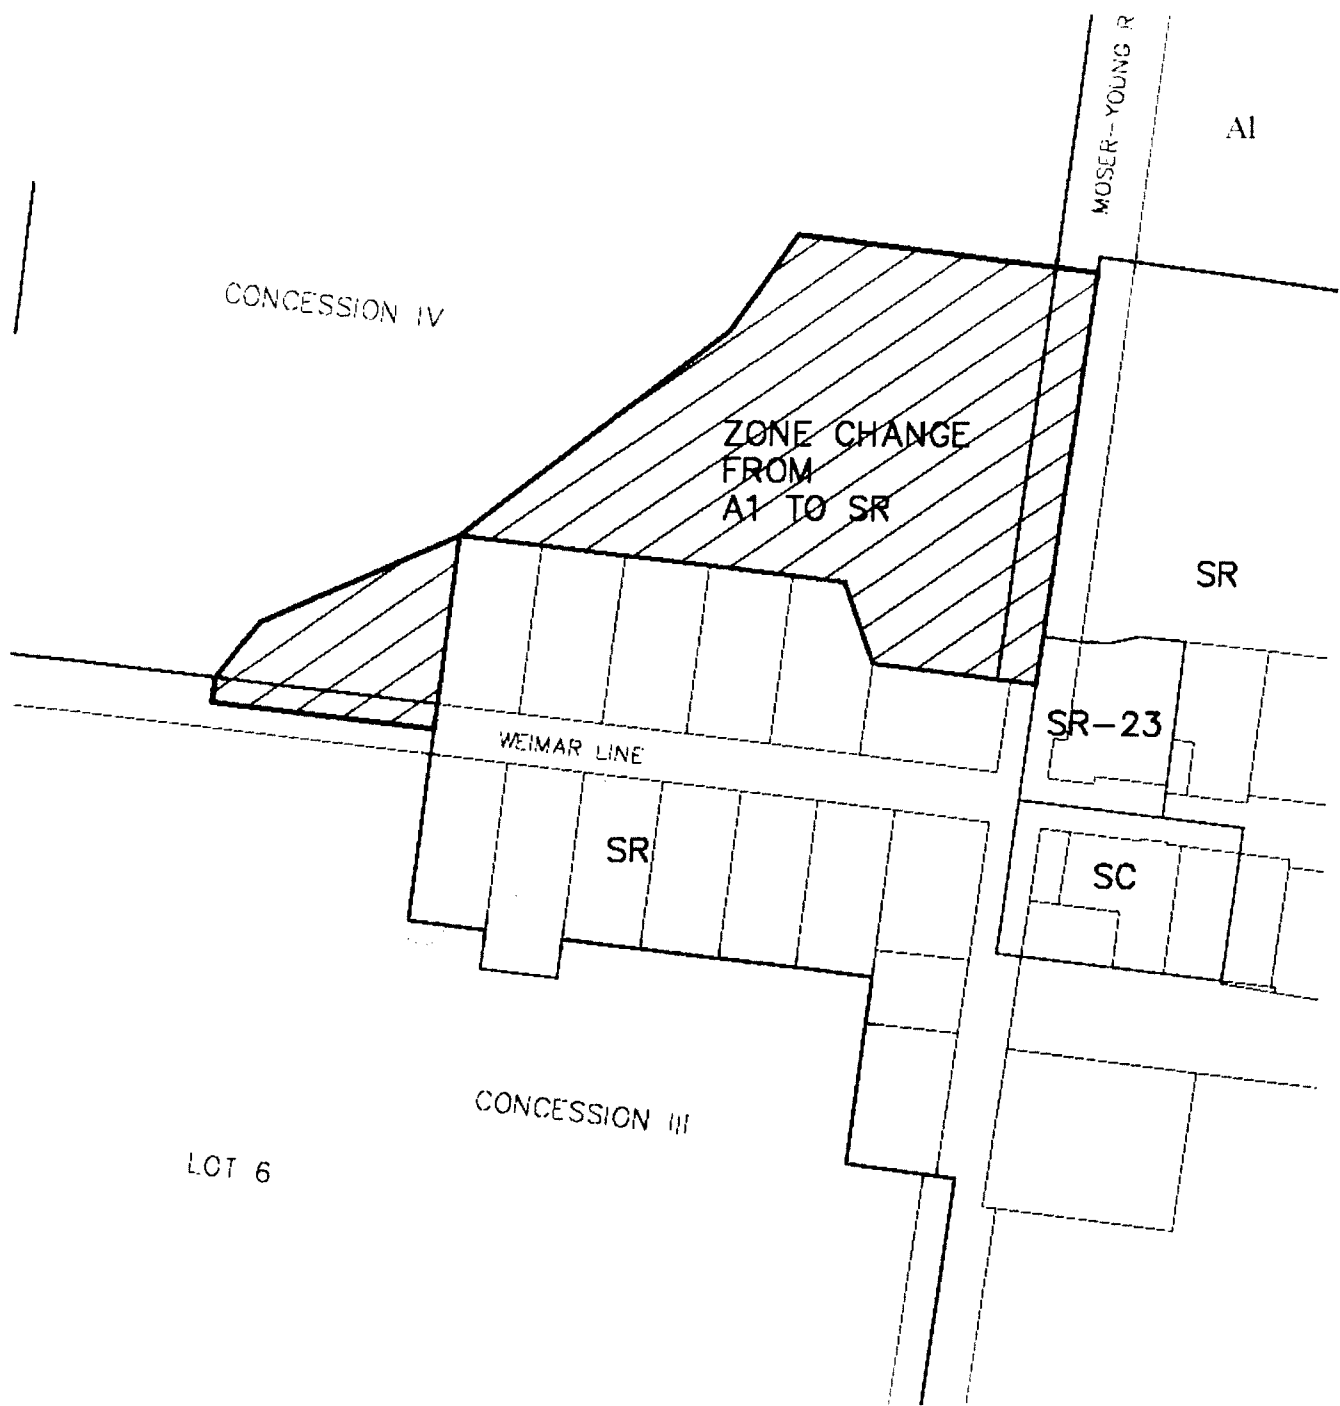 MOSER-YOUNG R
A1
CONCESSION IV
ZONE CHANGE
FROM
A1 TO SR
SR
SR-23
WEIMAR LINE
SR
SC
CONCESSION III
LOT 6